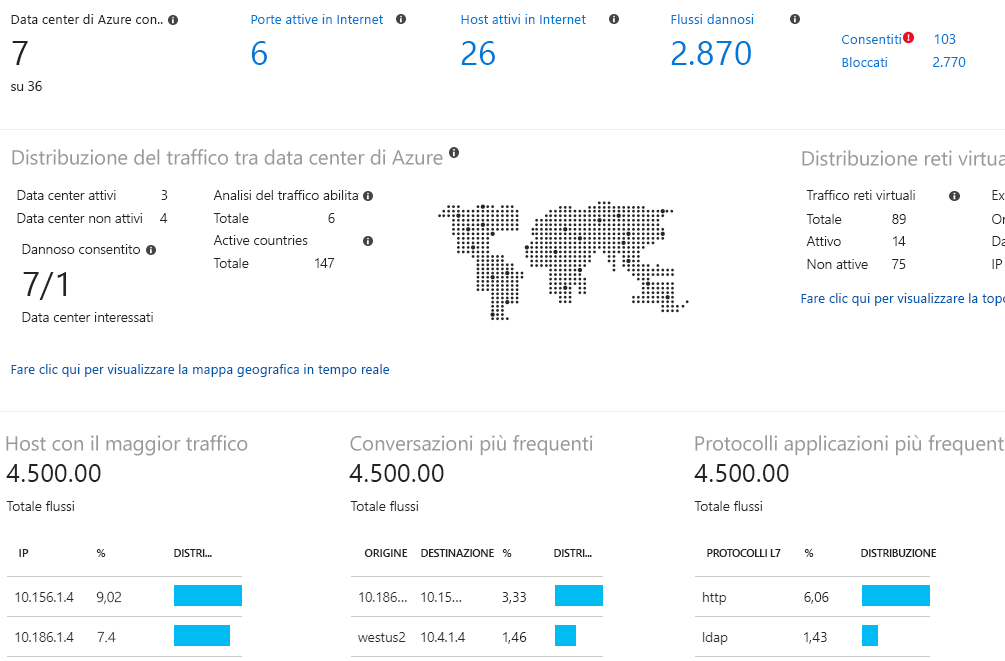 Data center di Azure con..
7
su 36
Porte attive in Internet
6
Host attivi in Internet
26
Flussi dannosi
2.870
Consentiti 103
Bloccati 2.770
Distribuzione del traffico tra data center di Azure
Data center attivi 3
Data center non attivi 4
Dannoso consentito
7/1
Data center interessati
Analisi del traffico abilita
Totale 6
Active countries
Totale 147
Fare clic qui per visualizzare la mappa geografica in tempo reale
Distribuzione reti virtua
Traffico reti virtuali Ex
Totale 89 Or
Attivo 14 Da
Non attive 75 IP
Fare clic qui per visualizzare la topo
Host con il maggior traffico
4.500.00
Totale flussi
IP % DISTRI...
10.156.1.4 9,02
10.186.1.4 7.4
Conversazioni più frequenti
4.500.00
Totale flussi
ORIGINE DESTINAZIONE % DISTRI...
10.186... 10.15... 3,33
westus2 10.4.1.4 1,46
Protocolli applicazioni più frequent
4.500.00
Totale flussi
PROTOCOLLI L7 % DISTRIBUZIONE
http 6,06
ldap 1,43